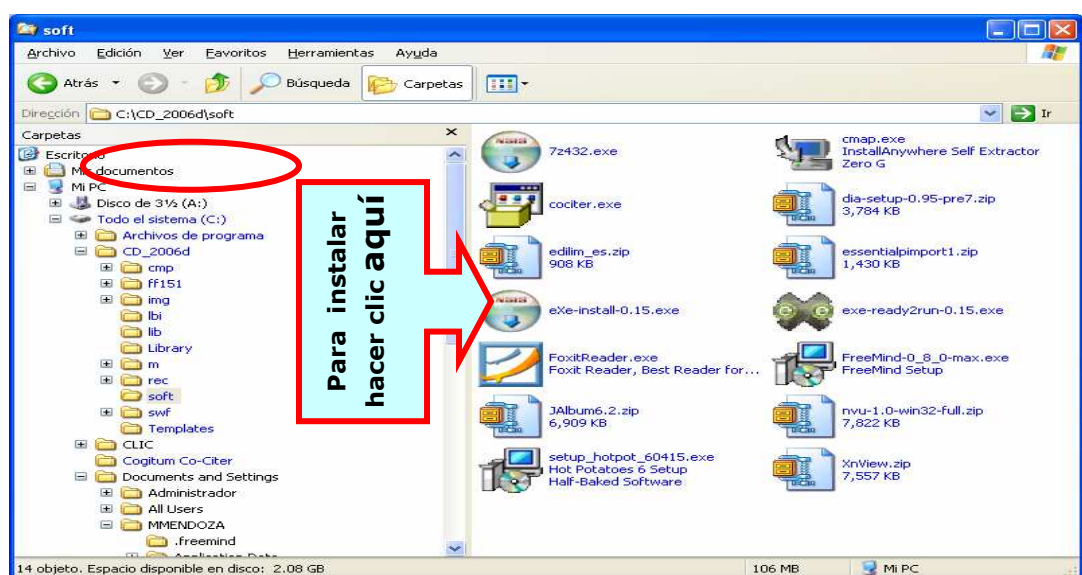 soft
Archivo Edición Ver Favoritos Herramientas Ayuda
Atrás Búsqueda Carpetas
Dirección C:\CD_2006d\soft Ir
Carpetas
Escritorio
Mis documentos
Mi PC
Disco de 3½ (A:)
Todo el sistema (C:)
Archivos de programa
CD_2006d
cmp
ff151
img
lbi
lib
Library
m
rec
soft
swf
Templates
CLIC
Cogitum Co-Citer
Documents and Settings
Administrador
All Users
MMENDOZA
.freemind
Application Data
Para instalar
hacer clic aquí
7z432.exe
cmap.exe
InstallAnywhere Self Extractor
Zero G
cociter.exe
dia-setup-0.95-pre7.zip
3,784 KB
edilim_es.zip
908 KB
essentialpimport1.zip
1,430 KB
eXe-install-0.15.exe
exe-ready2run-0.15.exe
FoxitReader.exe
Foxit Reader, Best Reader for...
FreeMind-0_8_0-max.exe
FreeMind Setup
JAlbum6.2.zip
6,909 KB
nvu-1.0-win32-full.zip
7,822 KB
setup_hotpot_60415.exe
Hot Potatoes 6 Setup
Half-Baked Software
XnView.zip
7,557 KB
14 objeto. Espacio disponible en disco: 2.08 GB 106 MB Mi PC